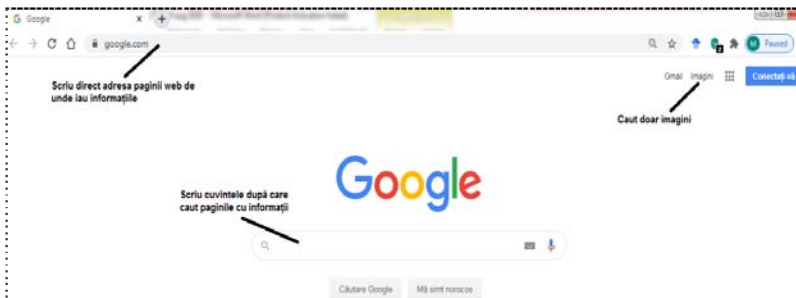 Google
google.com
Paused
Gmail Imagini Conectați-vă
Scriu direct adresa paginii web de
unde iau informațiile
Caut doar imagini
Google
Scriu cuvintele după care
caut paginile cu informații
Căutare Google Mă simt norocos